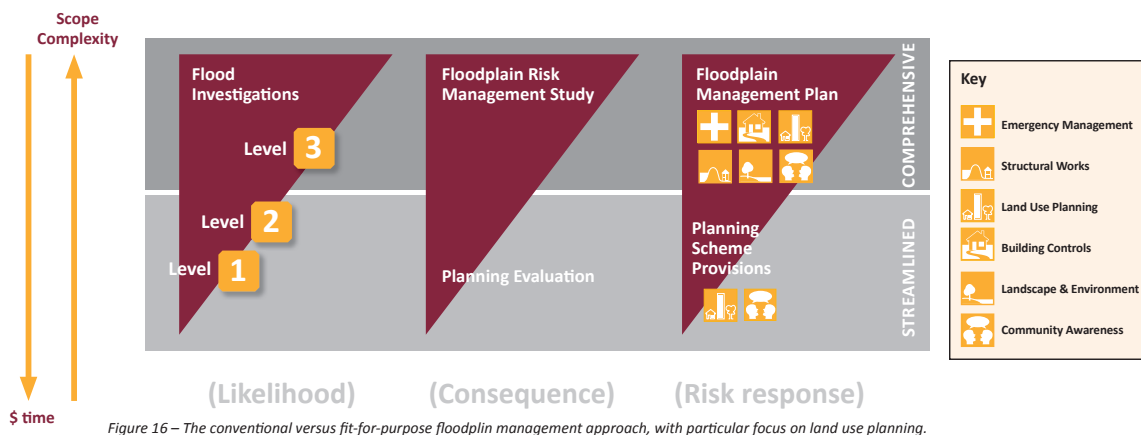 Scope
Complexity
$ time
Flood
Investigations
Level 3
Level 2
Level 1
Floodplain Risk
Management Study
Planning Evaluation
Floodplain
Management Plan
Planning
Scheme
Provisions
COMPREHENSIVE
STREAMLINED
(Likelihood)
(Consequence)
(Risk response)
Key
Emergency Management
Structural Works
Land Use Planning
Building Controls
Landscape & Environment
Community Awareness
Figure 16 – The conventional versus fit-for-purpose floodplin management approach, with particular focus on land use planning.